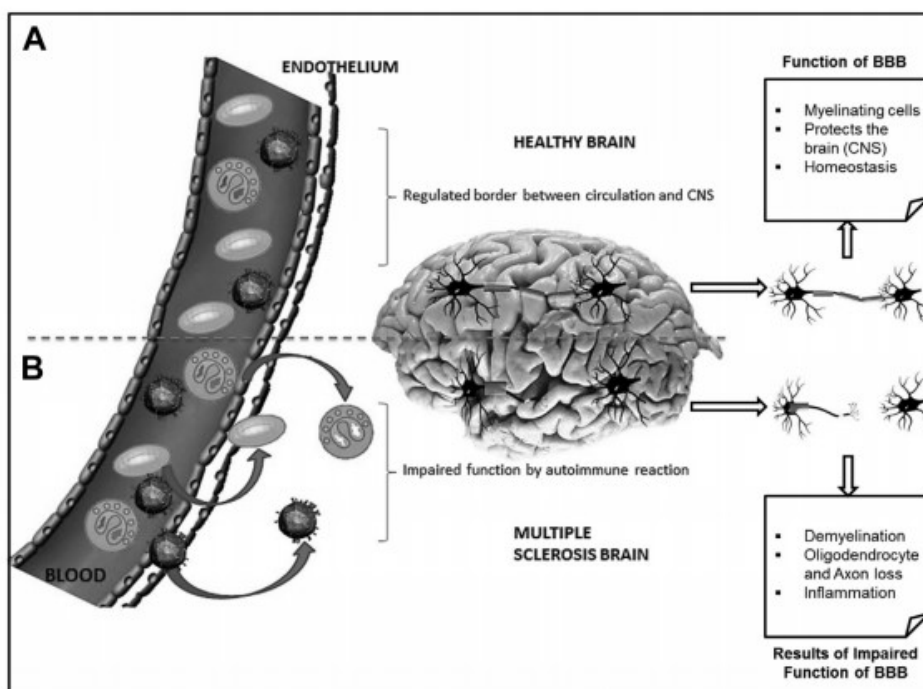 A
ENDOTHELIUM
Function of BBB
▪ Myelinating cells
▪ Protects the
brain (CNS)
▪ Homeostasis
HEALTHY BRAIN
Regulated border between circulation and CNS
B
Impaired function by autoimmune reaction
MULTIPLE
SCLEROSIS BRAIN
▪ Demyelination
▪ Oligodendrocyte
and Axon loss
▪ Inflammation
BLOOD
Results of Impaired
Function of BBB